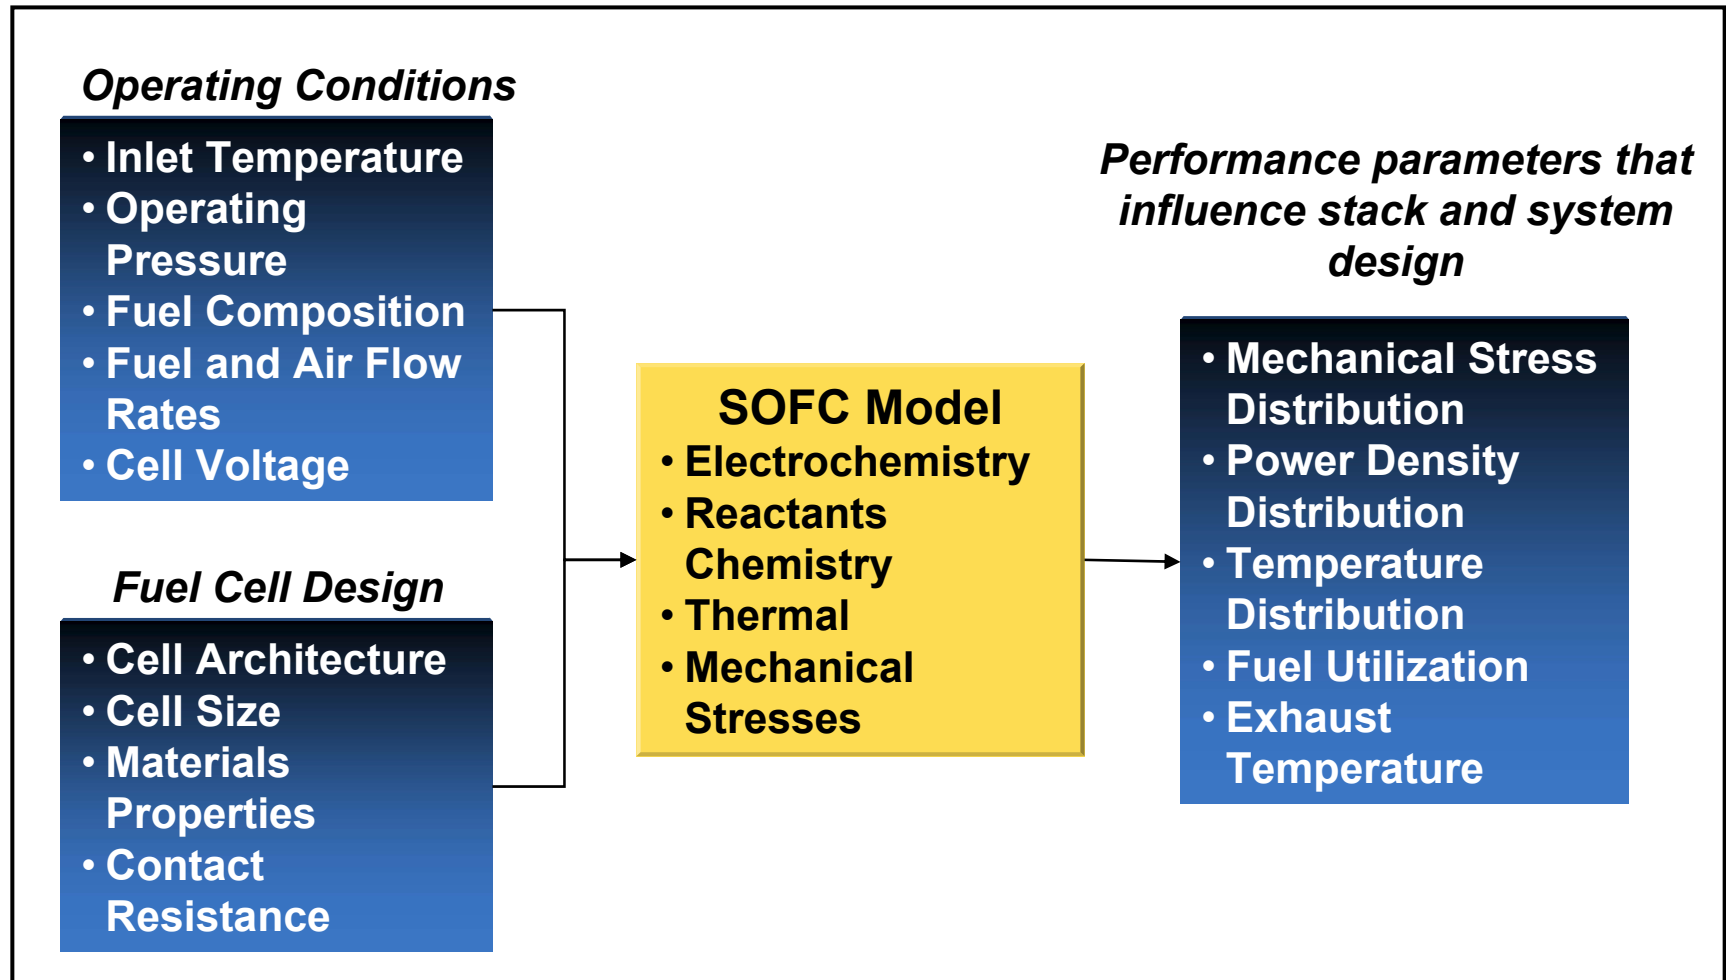 Operating Conditions
• Inlet Temperature
• Operating
Pressure
• Fuel Composition
• Fuel and Air Flow
Rates
• Cell Voltage
Fuel Cell Design
• Cell Architecture
• Cell Size
• Materials
Properties
• Contact
Resistance
SOFC Model
• Electrochemistry
• Reactants
Chemistry
• Thermal
• Mechanical
Stresses
Performance parameters that
influence stack and system
design
• Mechanical Stress
Distribution
• Power Density
Distribution
• Temperature
Distribution
• Fuel Utilization
• Exhaust
Temperature